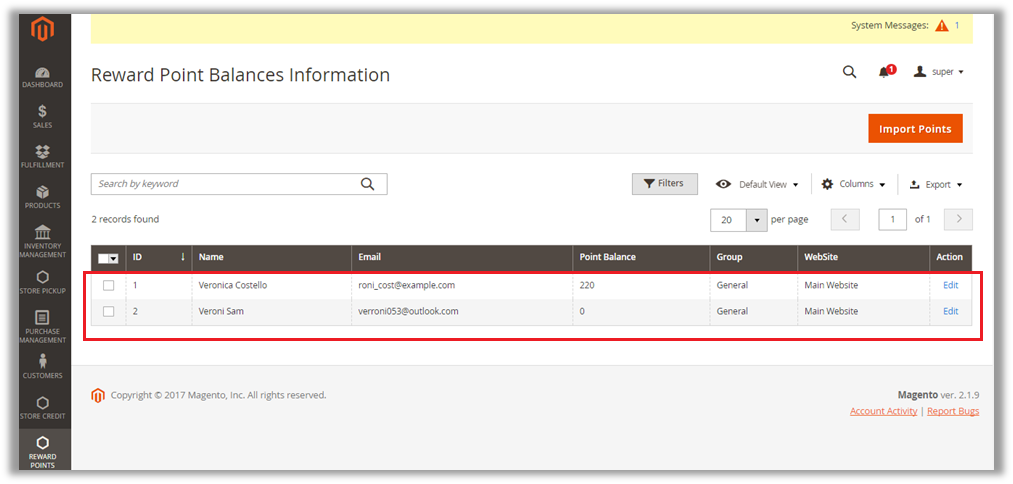 System Messages: 1
Reward Point Balances Information
1 super
Import Points
Search by keyword
Filters Default View Columns Export
2 records found
20 per page 1 of 1
ID ↓ Name Email Point Balance Group WebSite Action
1 Veronica Costello roni_cost@example.com 220 General Main Website Edit
2 Veroni Sam verroni053@outlook.com 0 General Main Website Edit
Copyright © 2017 Magento, Inc. All rights reserved.
Magento ver. 2.1.9
Account Activity | Report Bugs
DASHBOARD
$
SALES
FULFILLMENT
PRODUCTS
INVENTORY
MANAGEMENT
STORE PICKUP
PURCHASE
MANAGEMENT
CUSTOMERS
STORE CREDIT
REWARD
POINTS